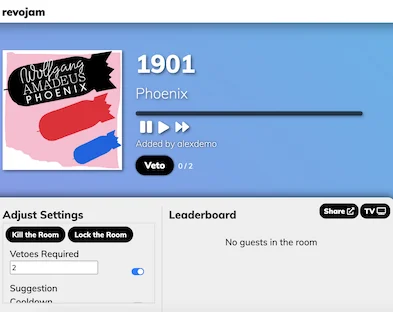 revojam
Wolfgang
AMADEUS
PHOENIX
1901
Phoenix
Added by alexdemo
Veto 0 / 2
Share TV
Adjust Settings
Leaderboard
Kill the Room Lock the Room
No guests in the room
Vetoes Required
2
Suggestion
Cooldown